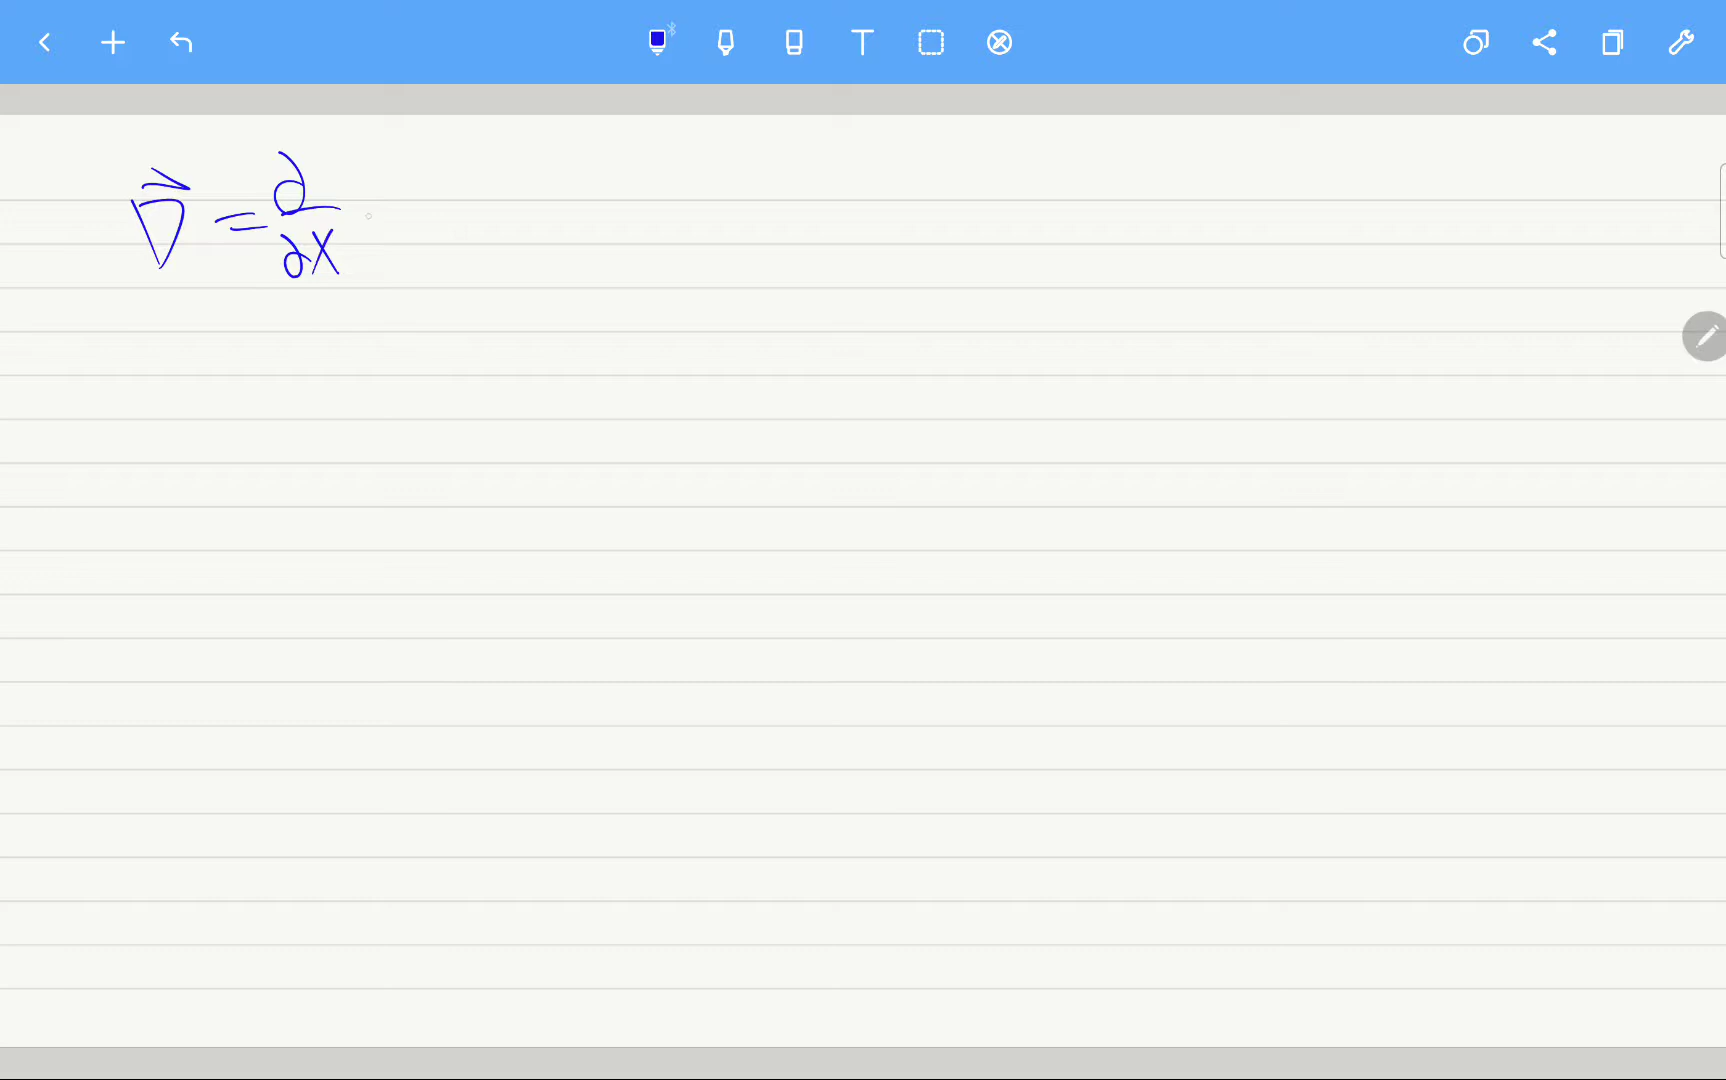 ∇⃗ = ∂/∂x